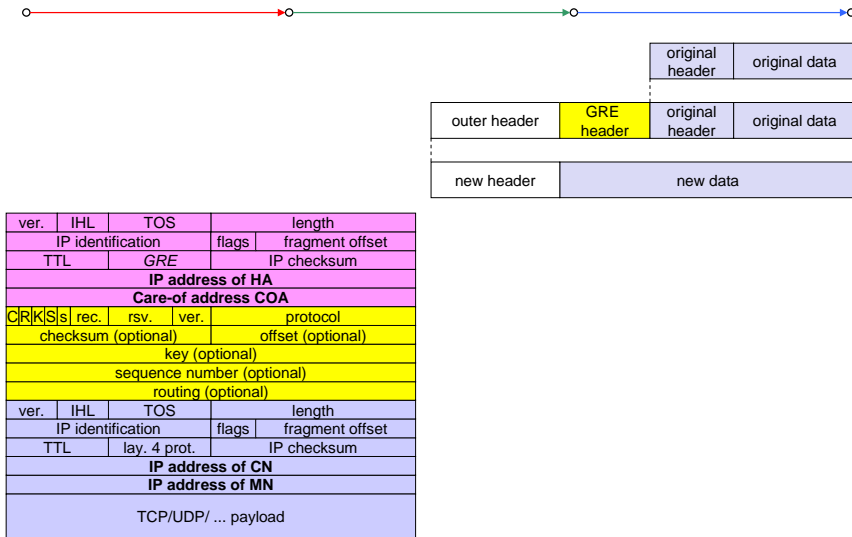 original header original data
outer header GRE header original header original data
new header new data
ver. IHL TOS length
IP identification flags fragment offset
TTL GRE IP checksum
IP address of HA
Care-of address COA
C R K S s rec. rsv. ver. protocol
checksum (optional) offset (optional)
key (optional)
sequence number (optional)
routing (optional)
ver. IHL TOS length
IP identification flags fragment offset
TTL lay. 4 prot. IP checksum
IP address of CN
IP address of MN
TCP/UDP/ ... payload